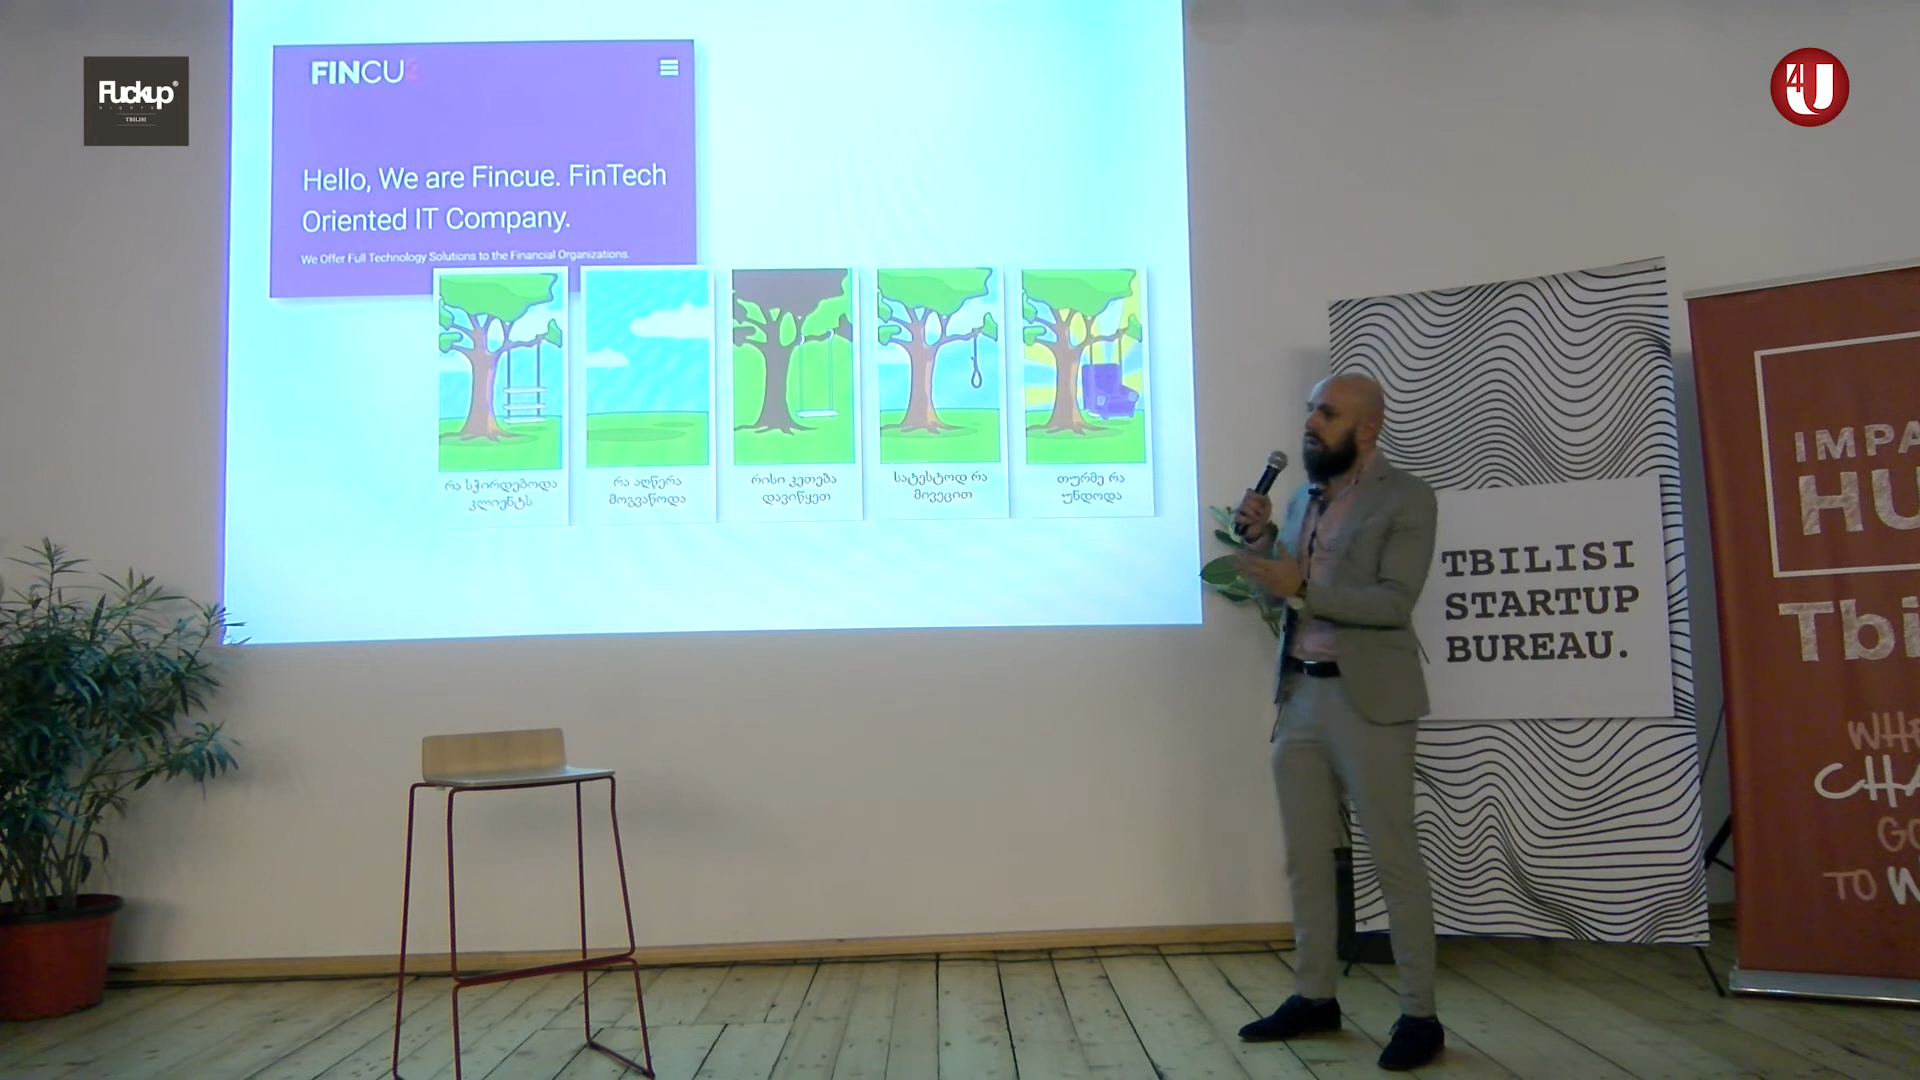 Fuckup
NIGHTS
TBILISI
4U
FINCU
Hello, We are Fincue. FinTech
Oriented IT Company.
We Offer Full Technology Solutions to the Financial Organizations.
რა სჭირდებოდა
კლიენტს
რა აღწერა
მოგვაწოდა
რისი კეთება
დავიწყეთ
სატესტოდ რა
მივეცით
თურმე რა
უნდოდა
TBILISI
STARTUP
BUREAU.
IMPA
HU
Tbi
WHE
CHA
GO
TO W